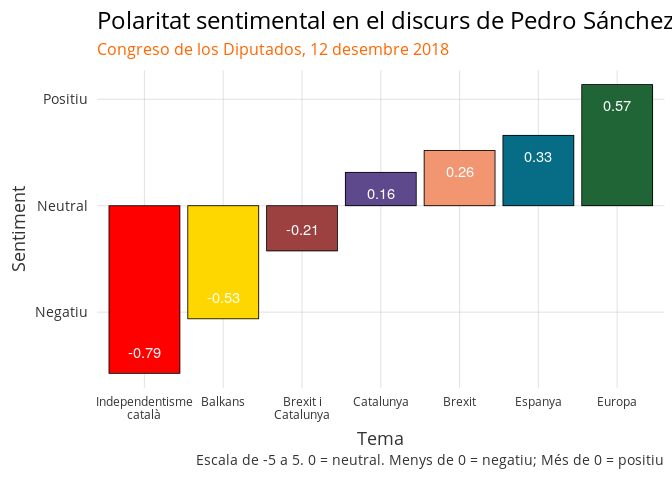 Polaritat sentimental en el discurs de Pedro Sánchez
Congreso de los Diputados, 12 desembre 2018
Positiu
Neutral
Negatiu
Sentiment
0.57
0.33
0.26
0.16
-0.21
-0.53
-0.79
Independentisme
català
Balkans
Brexit i
Catalunya
Catalunya
Brexit
Espanya
Europa
Tema
Escala de -5 a 5. 0 = neutral. Menys de 0 = negatiu; Més de 0 = positiu